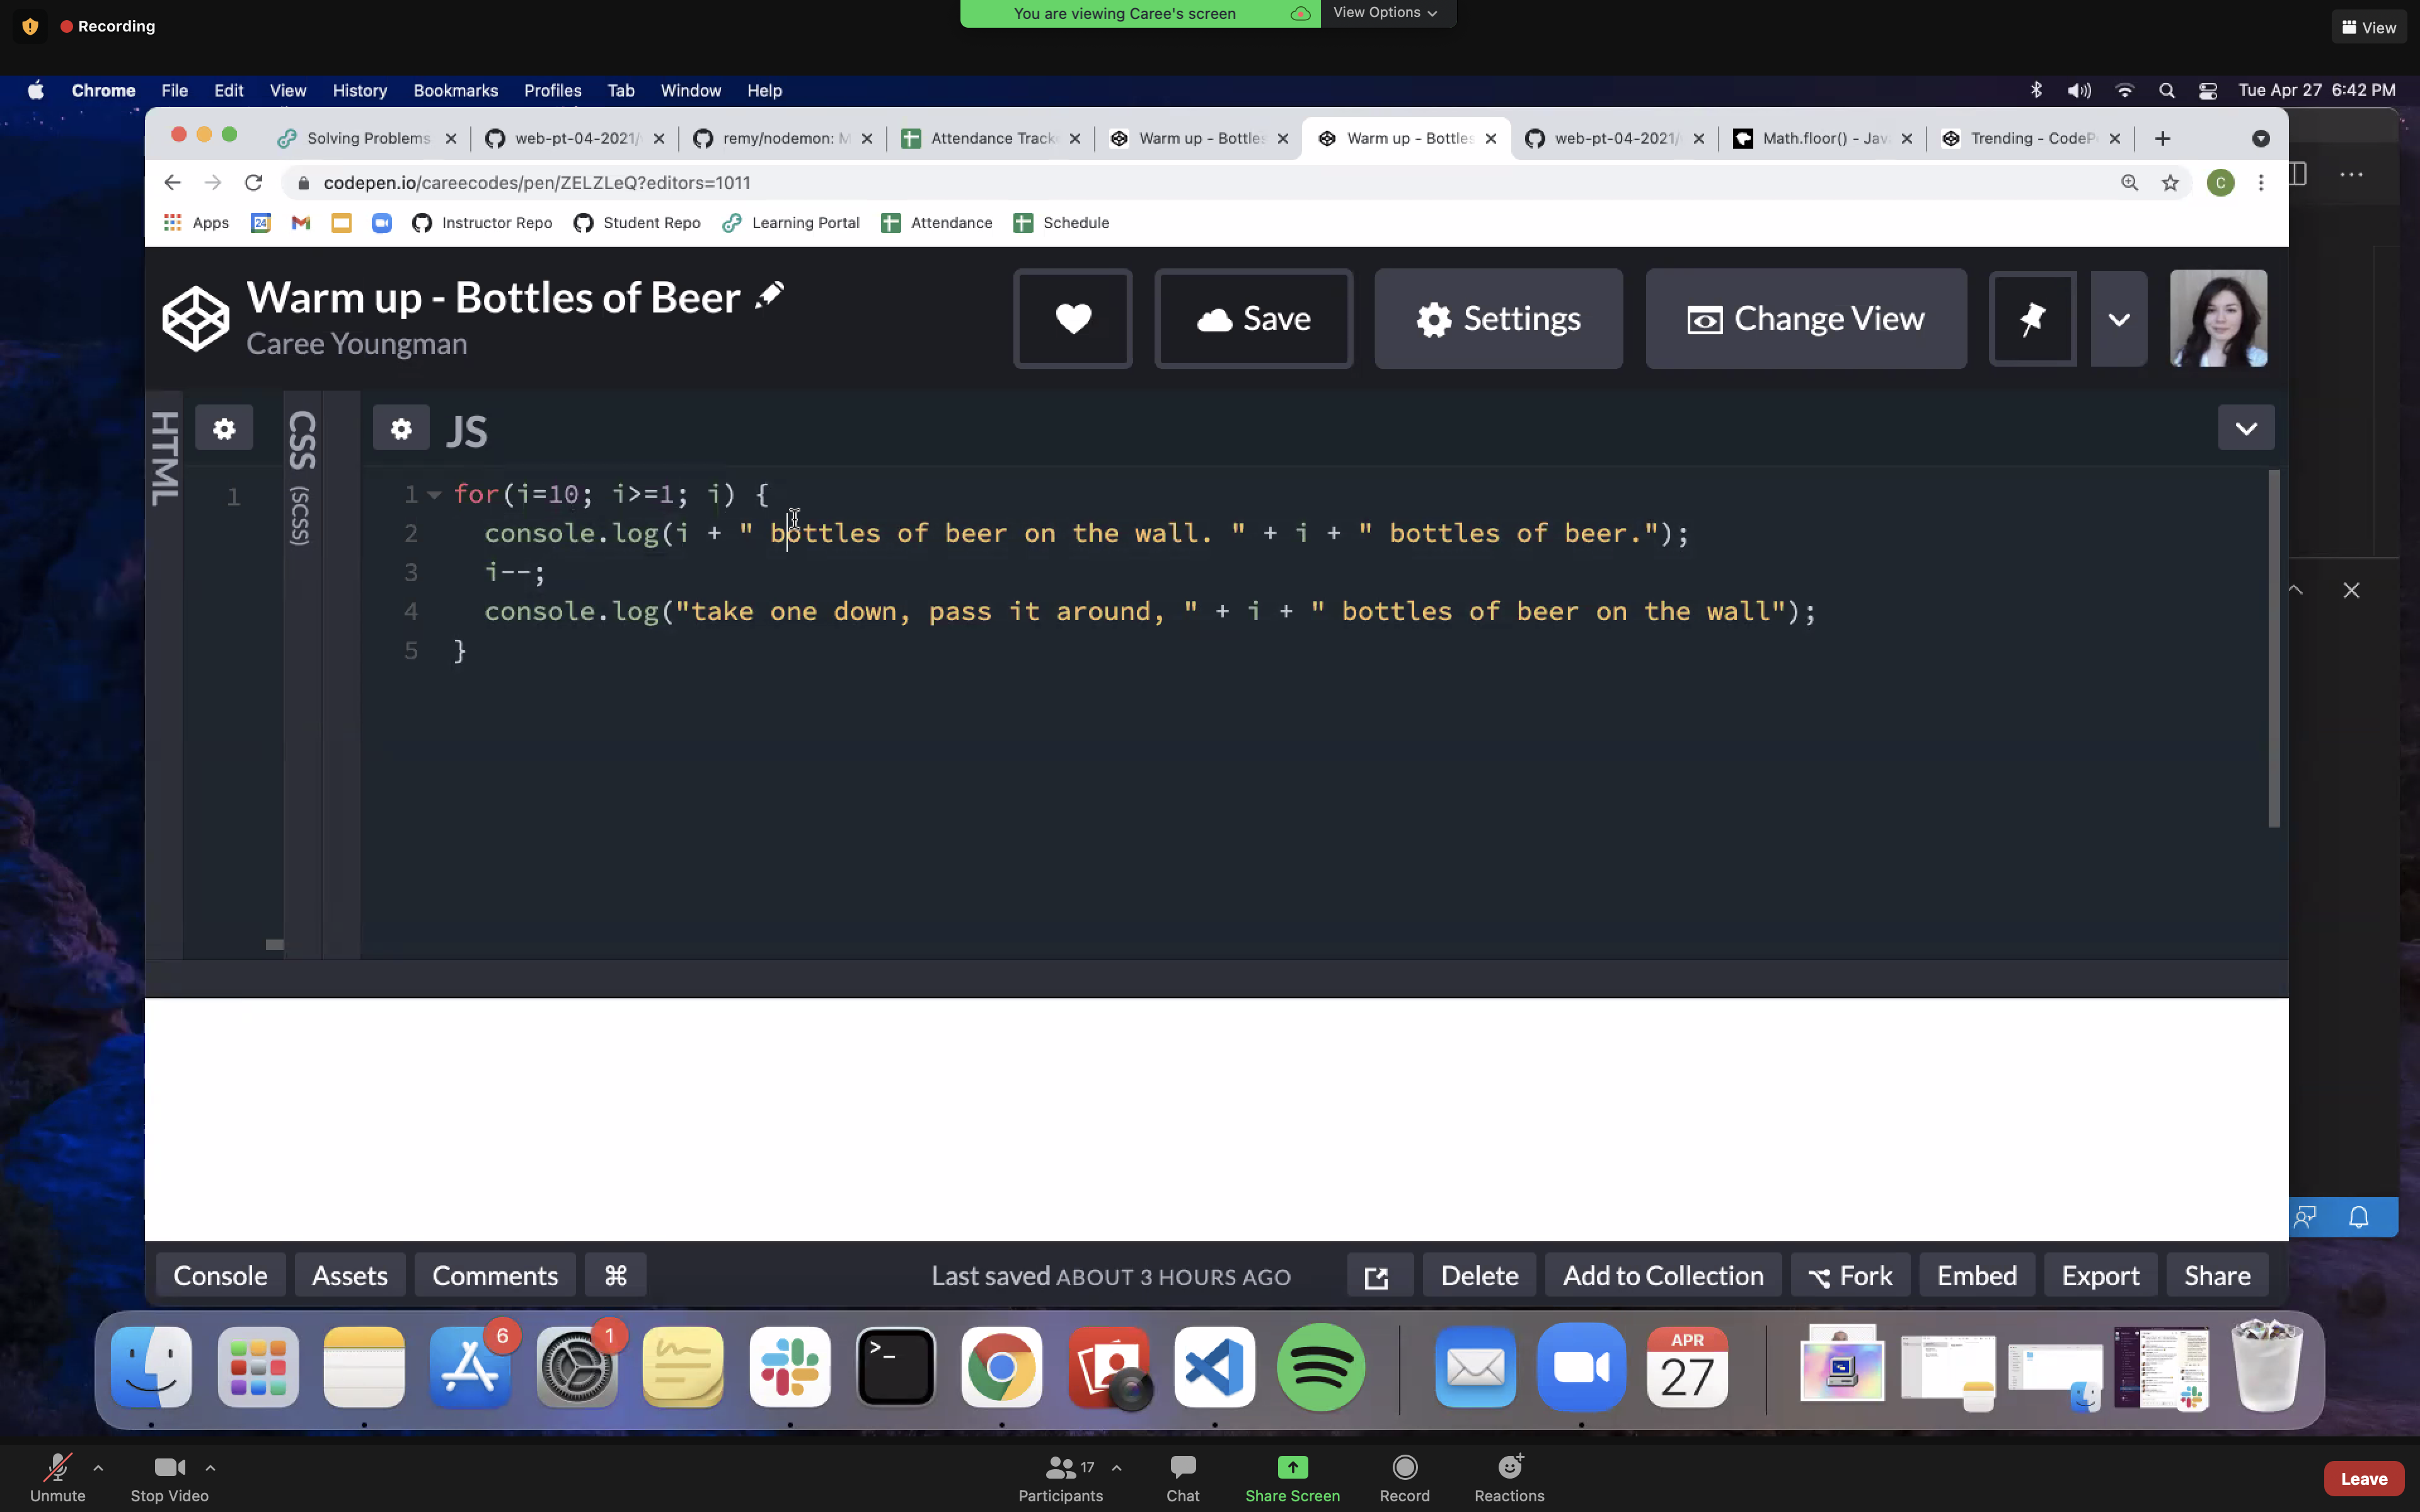 Recording
You are viewing Caree's screen
View Options
View
Chrome File Edit View History Bookmarks Profiles Tab Window Help
Tue Apr 27 6:42 PM
Solving Problems
web-pt-04-2021/
remy/nodemon: M
Attendance Track
Warm up - Bottles
Warm up - Bottles
web-pt-04-2021/
Math.floor() - Jav
Trending - CodeP
codepen.io/careecodes/pen/ZELZLeQ?editors=1011
C
Apps
24
Instructor Repo
Student Repo
Learning Portal
Attendance
Schedule
Warm up - Bottles of Beer
Caree Youngman
Save
Settings
Change View
HTML
1
CSS (SCSS)
JS
1 for(i=10; i>=1; i) {
2 console.log(i + " bottles of beer on the wall. " + i + " bottles of beer.");
3 i--;
4 console.log("take one down, pass it around, " + i + " bottles of beer on the wall");
5 }
Console
Assets
Comments
⌘
Last saved ABOUT 3 HOURS AGO
Delete
Add to Collection
Fork
Embed
Export
Share
6
1
>_
APR
27
Unmute
Stop Video
17
Participants
Chat
Share Screen
Record
Reactions
Leave